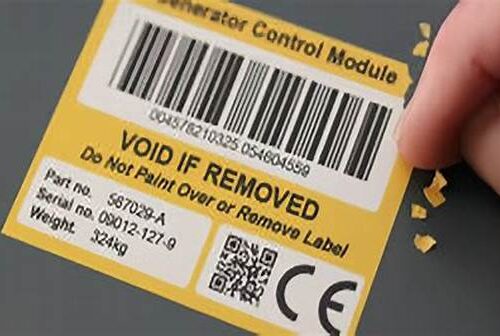 Generator Control Module
004578210325 054604559
VOID IF REMOVED
Do Not Paint Over or Remove Label
Part no. 567029-A
Serial no. 09012-127-9
Weight. 324kg
CE